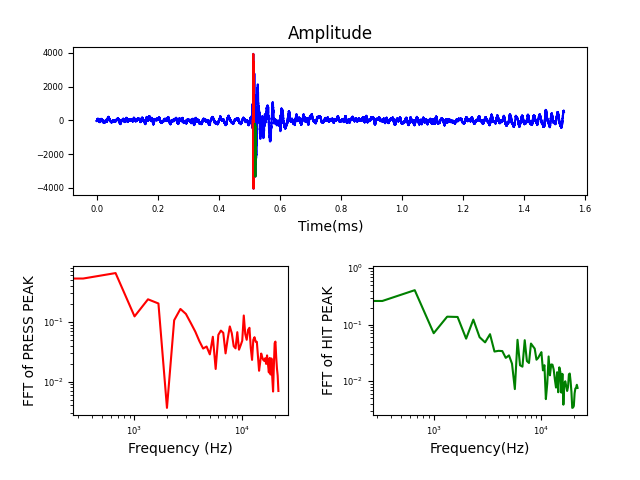 Amplitude
4000
2000
0
−2000
−4000
0.0 0.2 0.4 0.6 0.8 1.0 1.2 1.4 1.6
Time(ms)
FFT of PRESS PEAK
10⁻¹
10⁻²
10³ 10⁴
Frequency (Hz)
FFT of HIT PEAK
10⁰
10⁻¹
10⁻²
10³ 10⁴
Frequency(Hz)